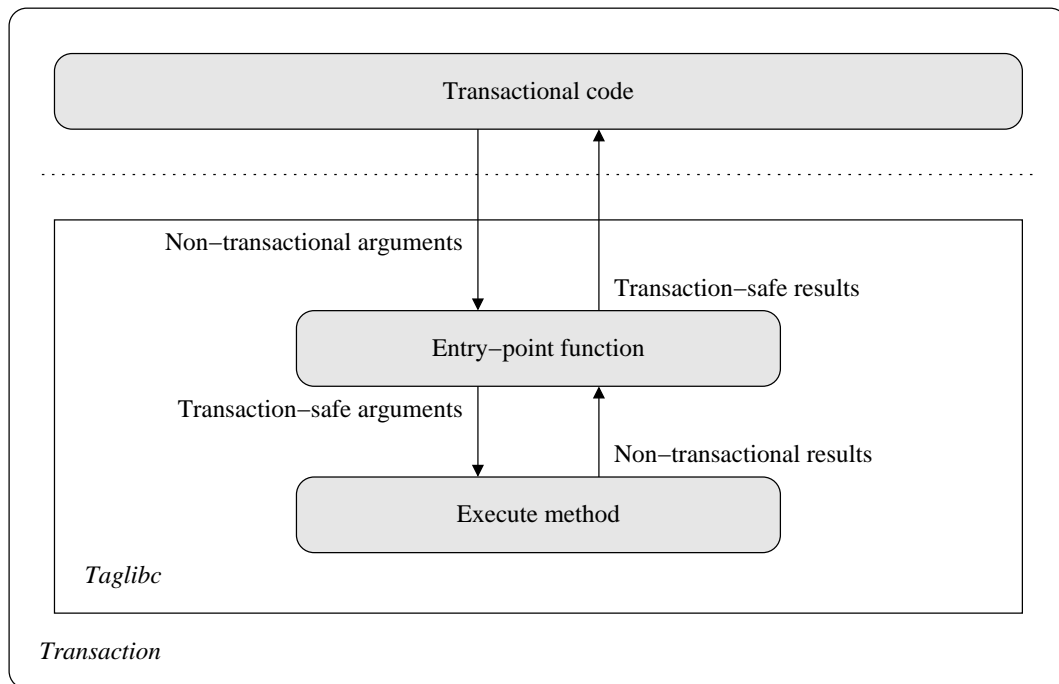 Transactional code
Non−transactional arguments
Transaction−safe results
Entry−point function
Transaction−safe arguments
Non−transactional results
Execute method
Taglibc
Transaction